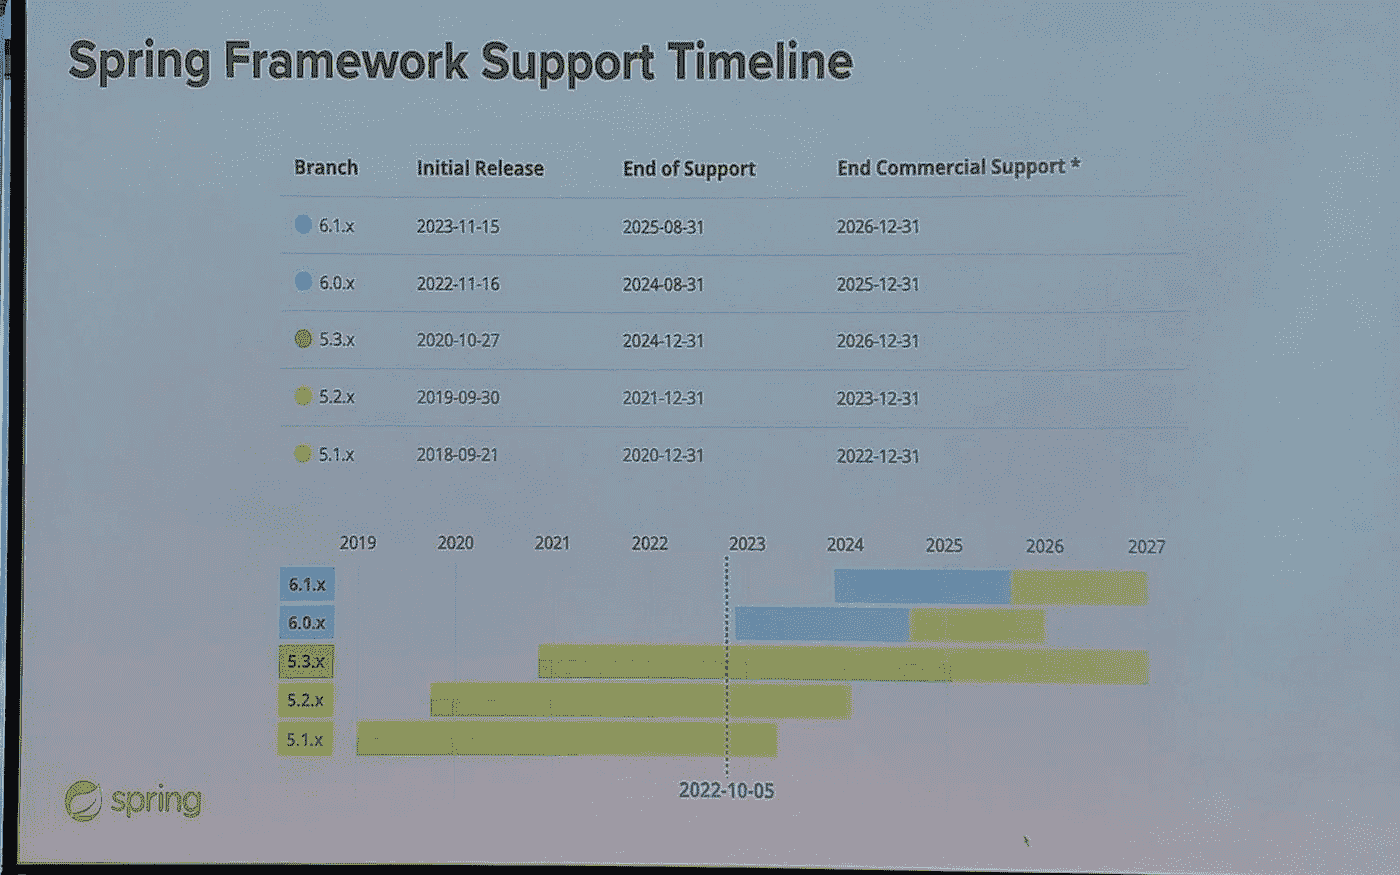 Spring Framework Support Timeline
Branch Initial Release End of Support End Commercial Support *
6.1.x 2023-11-15 2025-08-31 2026-12-31
6.0.x 2022-11-16 2024-08-31 2025-12-31
5.3.x 2020-10-27 2024-12-31 2026-12-31
5.2.x 2019-09-30 2021-12-31 2023-12-31
5.1.x 2018-09-21 2020-12-31 2022-12-31
2019 2020 2021 2022 2023 2024 2025 2026 2027
6.1.x
6.0.x
5.3.x
5.2.x
5.1.x
2022-10-05
spring